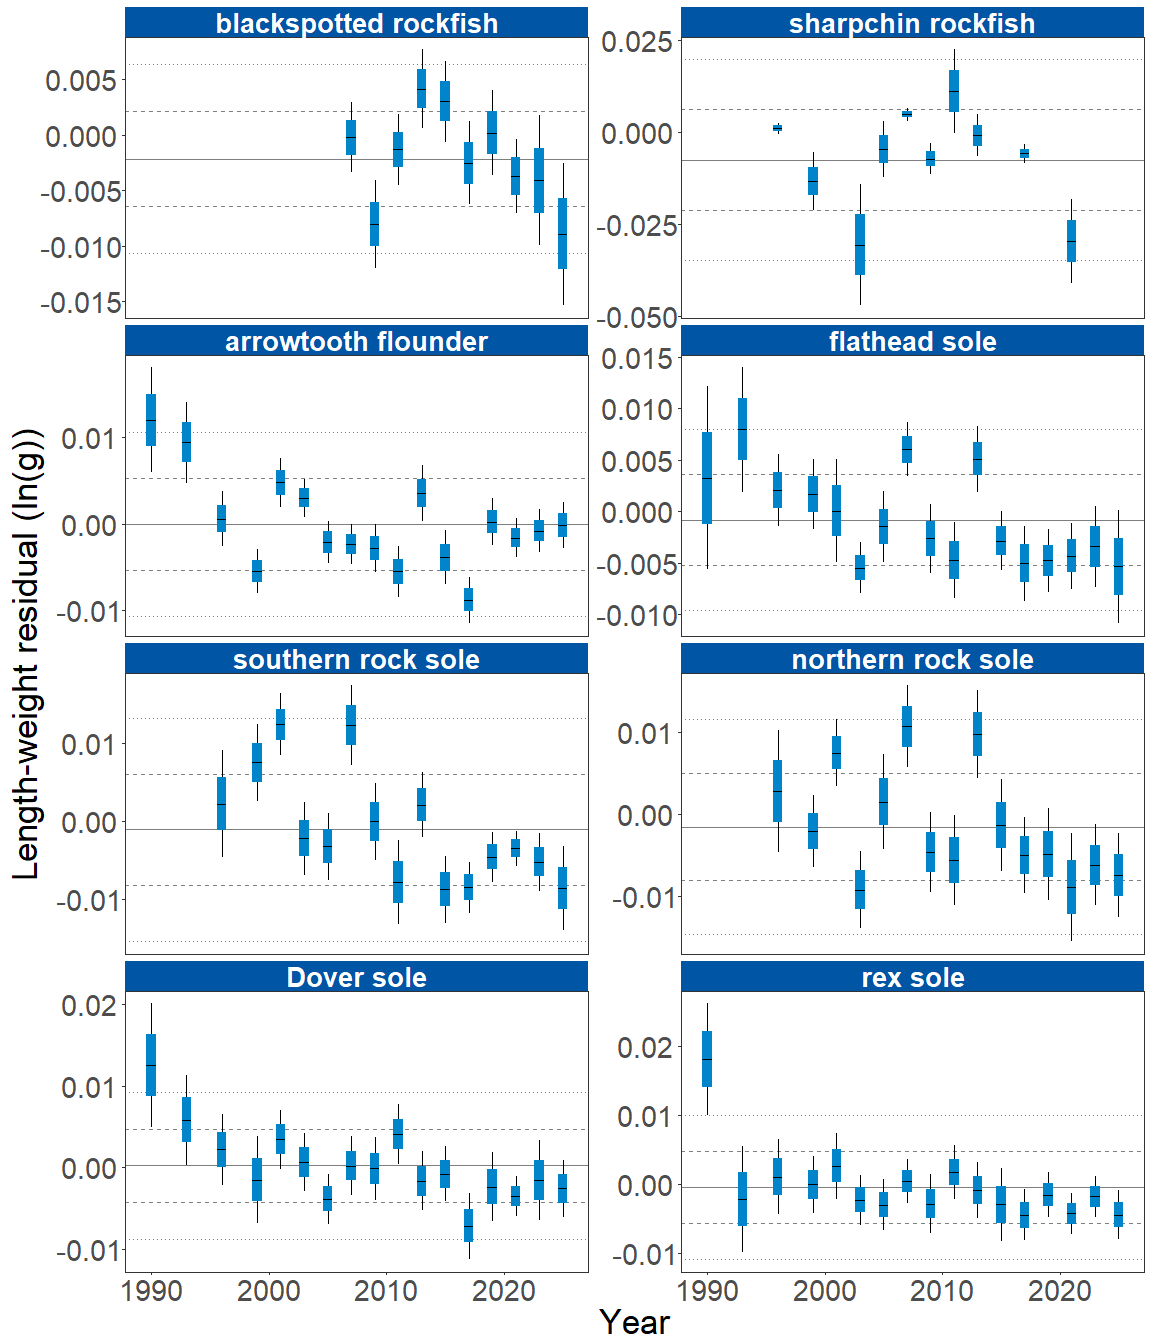 blackspotted rockfish
sharpchin rockfish
0.005
0.000
-0.005
-0.010
-0.015
0.025
0.000
-0.025
-0.050
arrowtooth flounder
flathead sole
0.01
0.00
-0.01
0.015
0.010
0.005
0.000
-0.005
-0.010
Length-weight residual (ln(g))
southern rock sole
northern rock sole
0.01
0.00
-0.01
0.01
0.00
-0.01
Dover sole
rex sole
0.02
0.01
0.00
-0.01
0.02
0.01
0.00
-0.01
1990 2000 2010 2020
1990 2000 2010 2020
Year